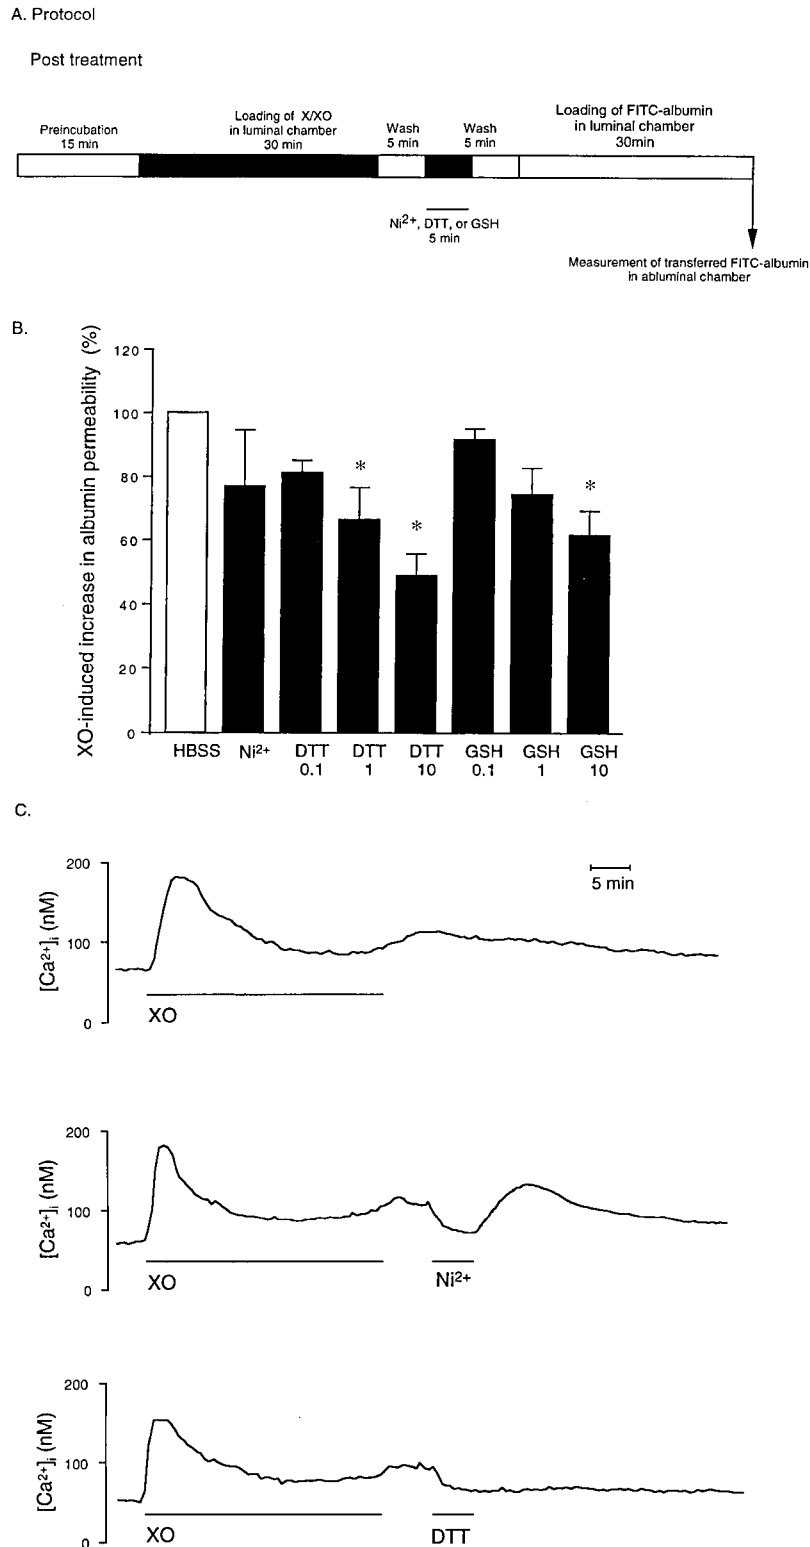 A. Protocol
Post treatment
Preincubation
15 min
Loading of X/XO
in luminal chamber
30 min
Wash
5 min
Wash
5 min
Loading of FITC-albumin
in luminal chamber
30min
Ni2+, DTT, or GSH
5 min
Measurement of transferred FITC-albumin
in abluminal chamber
B.
XO-induced increase in albumin permeability (%)
120
100
80
60
40
20
0
*
*
*
HBSS
Ni2+
DTT
0.1
DTT
1
DTT
10
GSH
0.1
GSH
1
GSH
10
C.
[Ca2+]i (nM)
200
100
0
5 min
XO
[Ca2+]i (nM)
200
100
0
XO
Ni2+
[Ca2+]i (nM)
200
100
0
XO
DTT